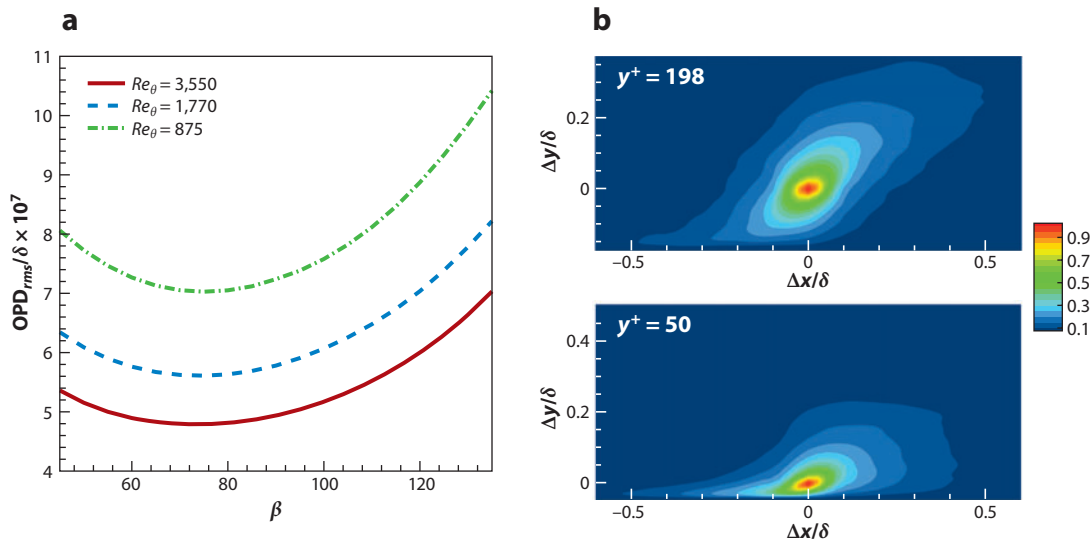 a
11
10
9
8
7
6
5
4
OPD_rms/δ × 10^7
Re_θ = 3,550
Re_θ = 1,770
Re_θ = 875
60
80
100
120
β
b
y^+ = 198
0.2
0
Δy/δ
−0.5
0
0.5
Δx/δ
y^+ = 50
0.4
0.2
0
Δy/δ
−0.5
0
0.5
Δx/δ
0.9
0.7
0.5
0.3
0.1